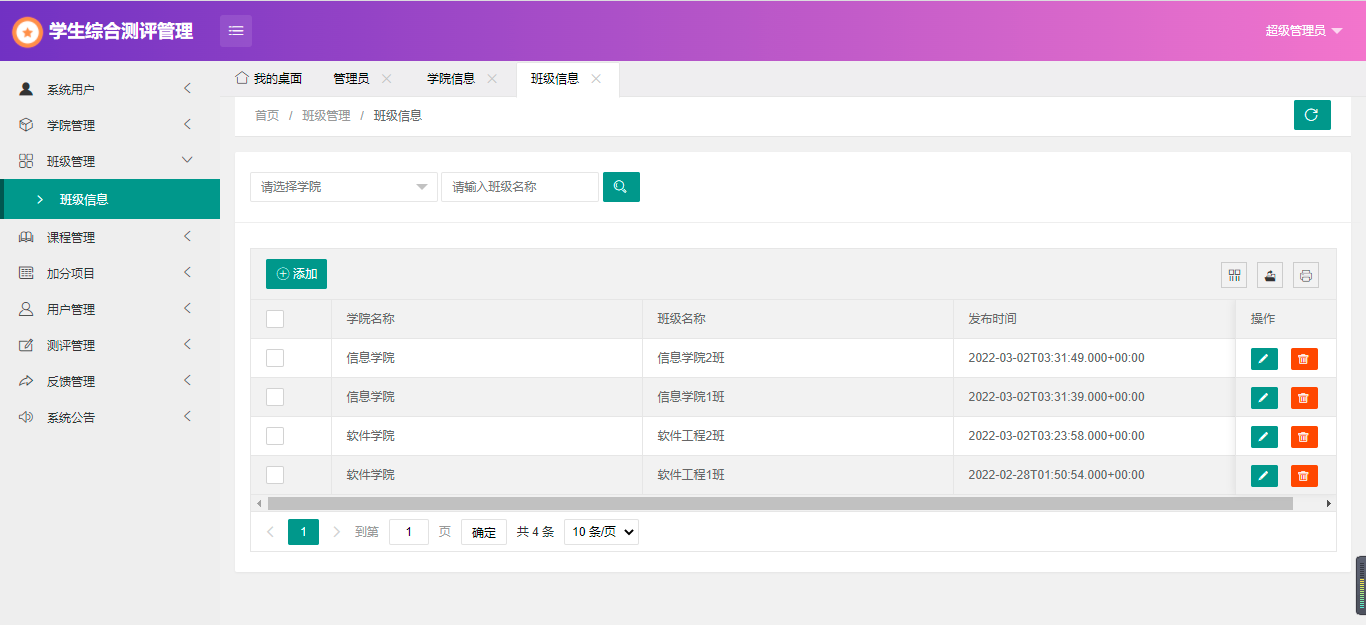 学生综合测评管理
超级管理员
系统用户
学院管理
班级管理
班级信息
课程管理
加分项目
用户管理
测评管理
反馈管理
系统公告
我的桌面 管理员 学院信息 班级信息
首页 / 班级管理 / 班级信息
请选择学院 请输入班级名称
添加
学院名称 班级名称 发布时间 操作
信息学院 信息学院2班 2022-03-02T03:31:49.000+00:00
信息学院 信息学院1班 2022-03-02T03:31:39.000+00:00
软件学院 软件工程2班 2022-03-02T03:23:58.000+00:00
软件学院 软件工程1班 2022-02-28T01:50:54.000+00:00
1 到第 1 页 确定 共 4 条 10 条/页